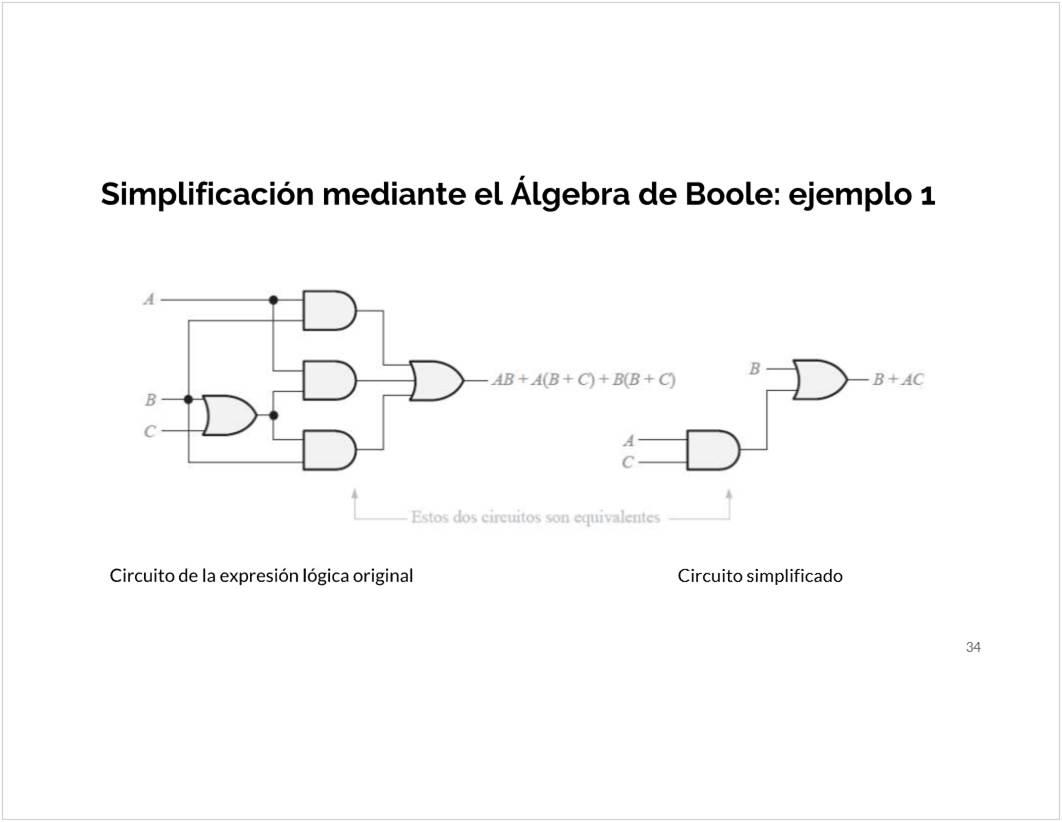 Simplificación mediante el Álgebra de Boole: ejemplo 1
A
B
C
AB + A(B + C) + B(B + C)
B
B + AC
A
C
Estos dos circuitos son equivalentes
Circuito de la expresión lógica original
Circuito simplificado
34